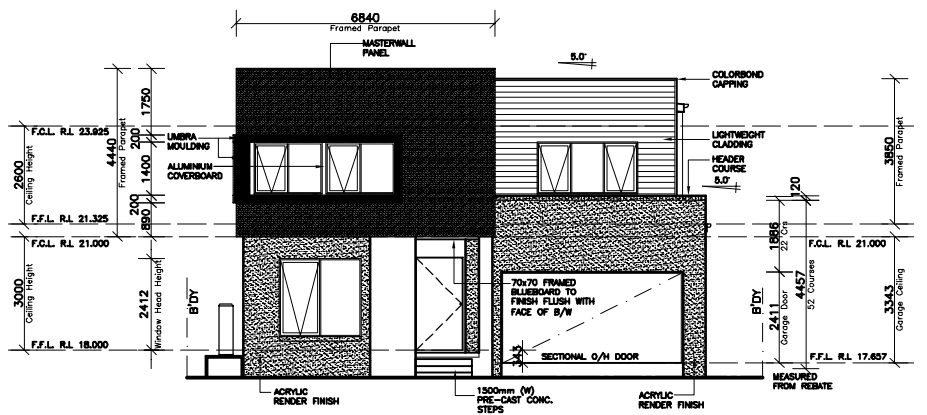 6840
Framed Parapet
MASTERWALL
PANEL
5.0°
COLORBOND
CAPPING
1750
4440
Framed Parapet
F.C.L. R.L 23.925
200
UMBRA
MOULDING
LIGHTWEIGHT
CLADDING
3850
Framed Parapet
2600
Ceiling Height
1400
ALUMINIUM
COVERBOARD
HEADER
COURSE
5.0°
120
200
890
F.F.L. R.L 21.325
F.C.L. R.L 21.000
1886
22 Crs
F.C.L. R.L 21.000
3000
Ceiling Height
2412
Window Head Height
B'DY
70x70 FRAMED
BLUEBOARD TO
FINISH FLUSH WITH
FACE OF B/W
B'DY
2411
Garage Door
4457
52 Courses
3343
Garage Ceiling
F.F.L. R.L 18.000
343
SECTIONAL O/H DOOR
F.F.L. R.L 17.657
MEASURED
FROM REBATE
ACRYLIC
RENDER FINISH
1500mm (W)
PRE-CAST CONC.
STEPS
ACRYLIC
RENDER FINISH